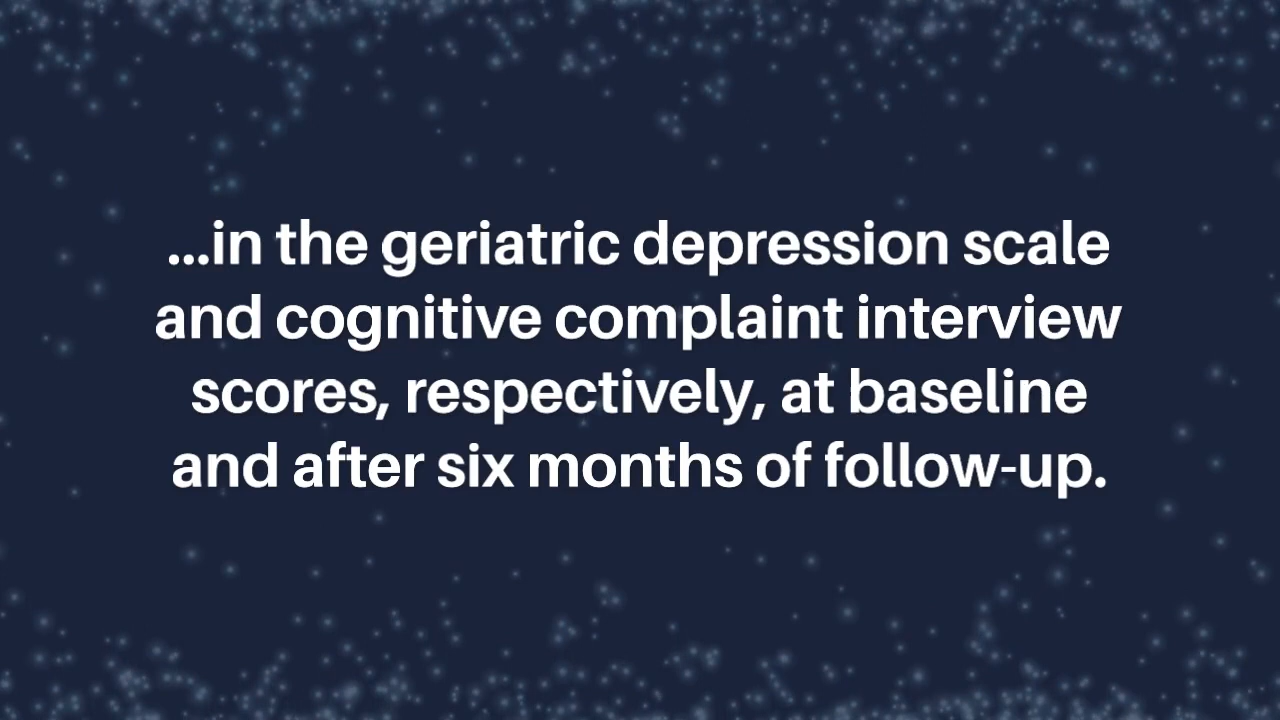 ...in the geriatric depression scale
and cognitive complaint interview
scores, respectively, at baseline
and after six months of follow-up.